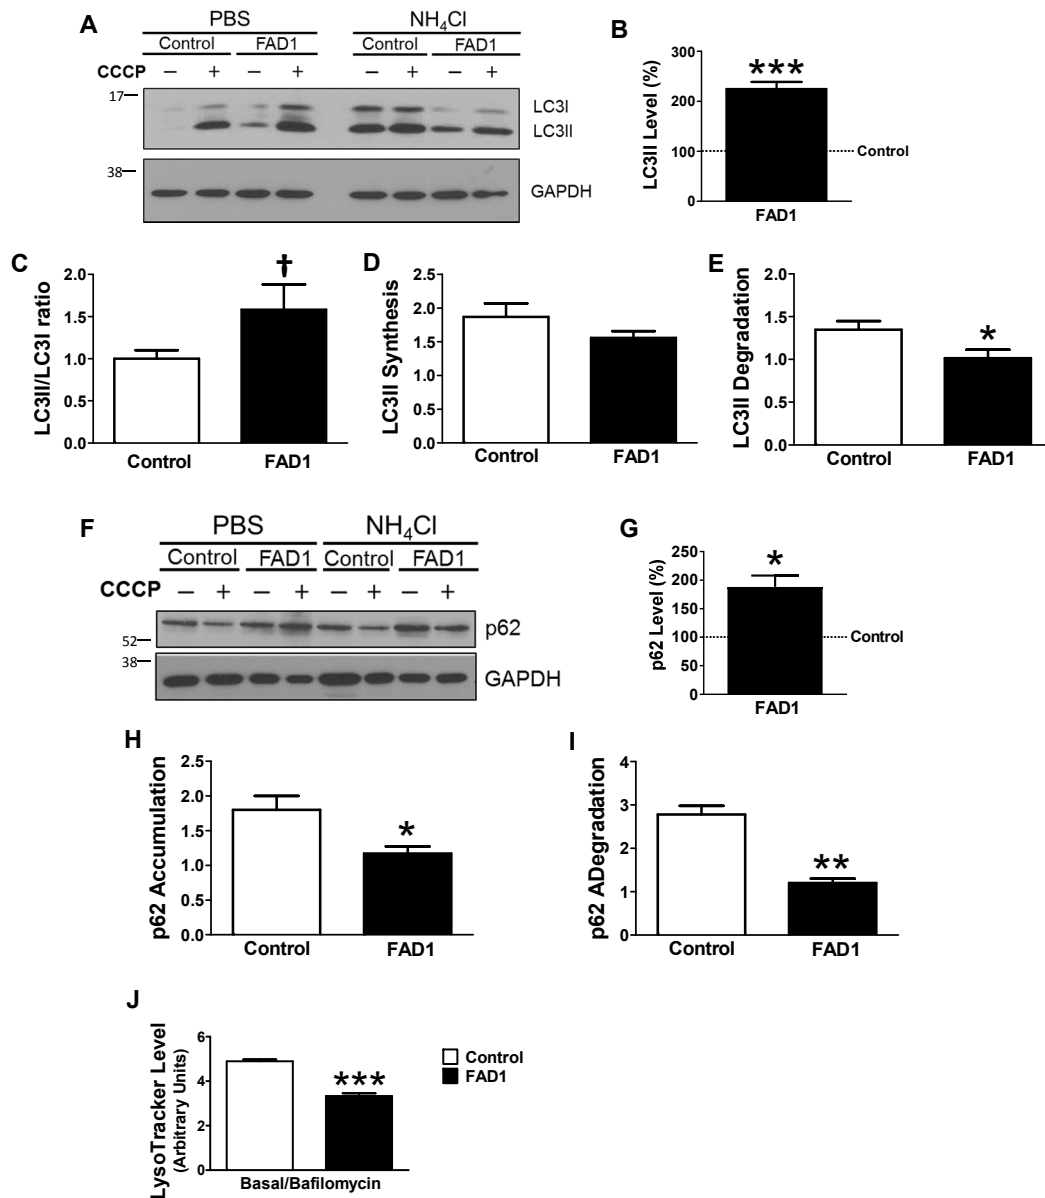 A
PBS
NH₄Cl
Control FAD1 Control FAD1
CCCP – + – + – + – +
17
LC3I
LC3II
38
GAPDH
B
LC3II Level (%)
300
200
100
0
***
Control
FAD1
C
LC3II/LC3I ratio
2.0
1.5
1.0
0.5
0.0
†
Control FAD1
D
LC3II Synthesis
2.5
2.0
1.5
1.0
0.5
0.0
Control FAD1
E
LC3II Degradation
2.0
1.5
1.0
0.5
0.0
*
Control FAD1
F
PBS NH₄Cl
Control FAD1 Control FAD1
CCCP – + – + – + – +
p62
52
38
GAPDH
G
p62 Level (%)
250
200
150
100
50
0
*
Control
FAD1
H
p62 Accumulation
2.5
2.0
1.5
1.0
0.5
0.0
*
Control FAD1
I
p62 ADegradation
4
3
2
1
0
**
Control FAD1
J
LysoTracker Level
(Arbitrary Units)
6
4
2
0
***
Basal/Bafilomycin
Control
FAD1